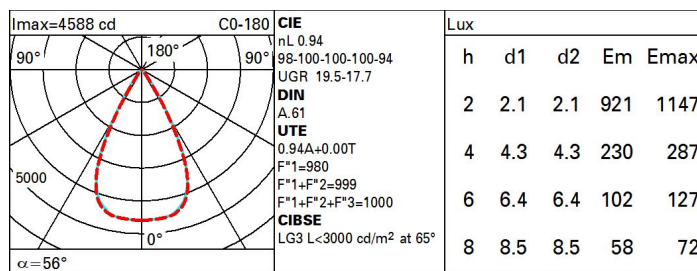 Imax=4588 cd C0-180
90° 180° 90°
5000
0°
α=56°
CIE
nL 0.94
98-100-100-100-94
UGR 19.5-17.7
DIN
A.61
UTE
0.94A+0.00T
F"1=980
F"1+F"2=999
F"1+F"2+F"3=1000
CIBSE
LG3 L<3000 cd/m² at 65°
Lux
h d1 d2 Em Emax
2 2.1 2.1 921 1147
4 4.3 4.3 230 287
6 6.4 6.4 102 127
8 8.5 8.5 58 72